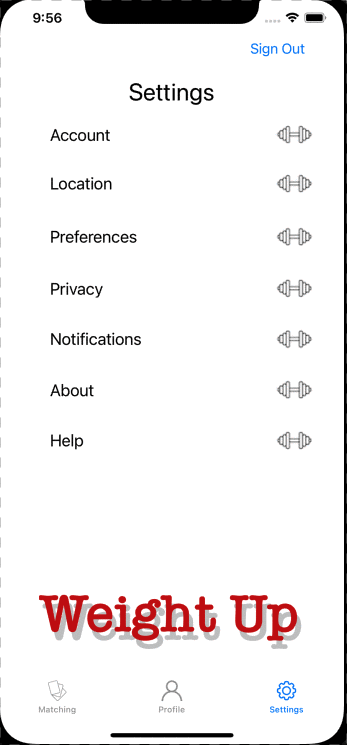 9:56
Sign Out
Settings
Account
Location
Preferences
Privacy
Notifications
About
Help
Weight Up
Matching
Profile
Settings